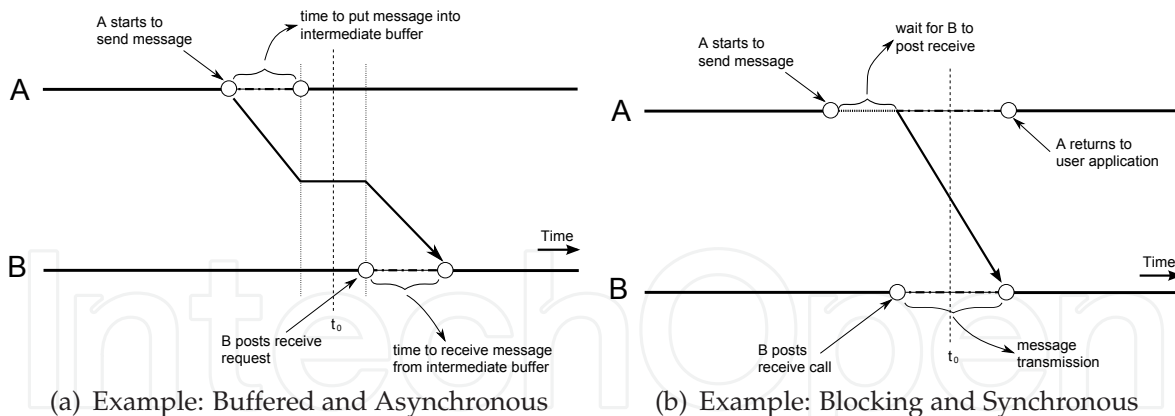 A starts to
send message
time to put message into
intermediate buffer
A
B
Time
t₀
B posts receive
request
time to receive message
from intermediate buffer
(a) Example: Buffered and Asynchronous
A starts to
send message
wait for B to
post receive
A
A returns to
user application
B
Time
t₀
B posts
receive call
message
transmission
(b) Example: Blocking and Synchronous
IntechOpen